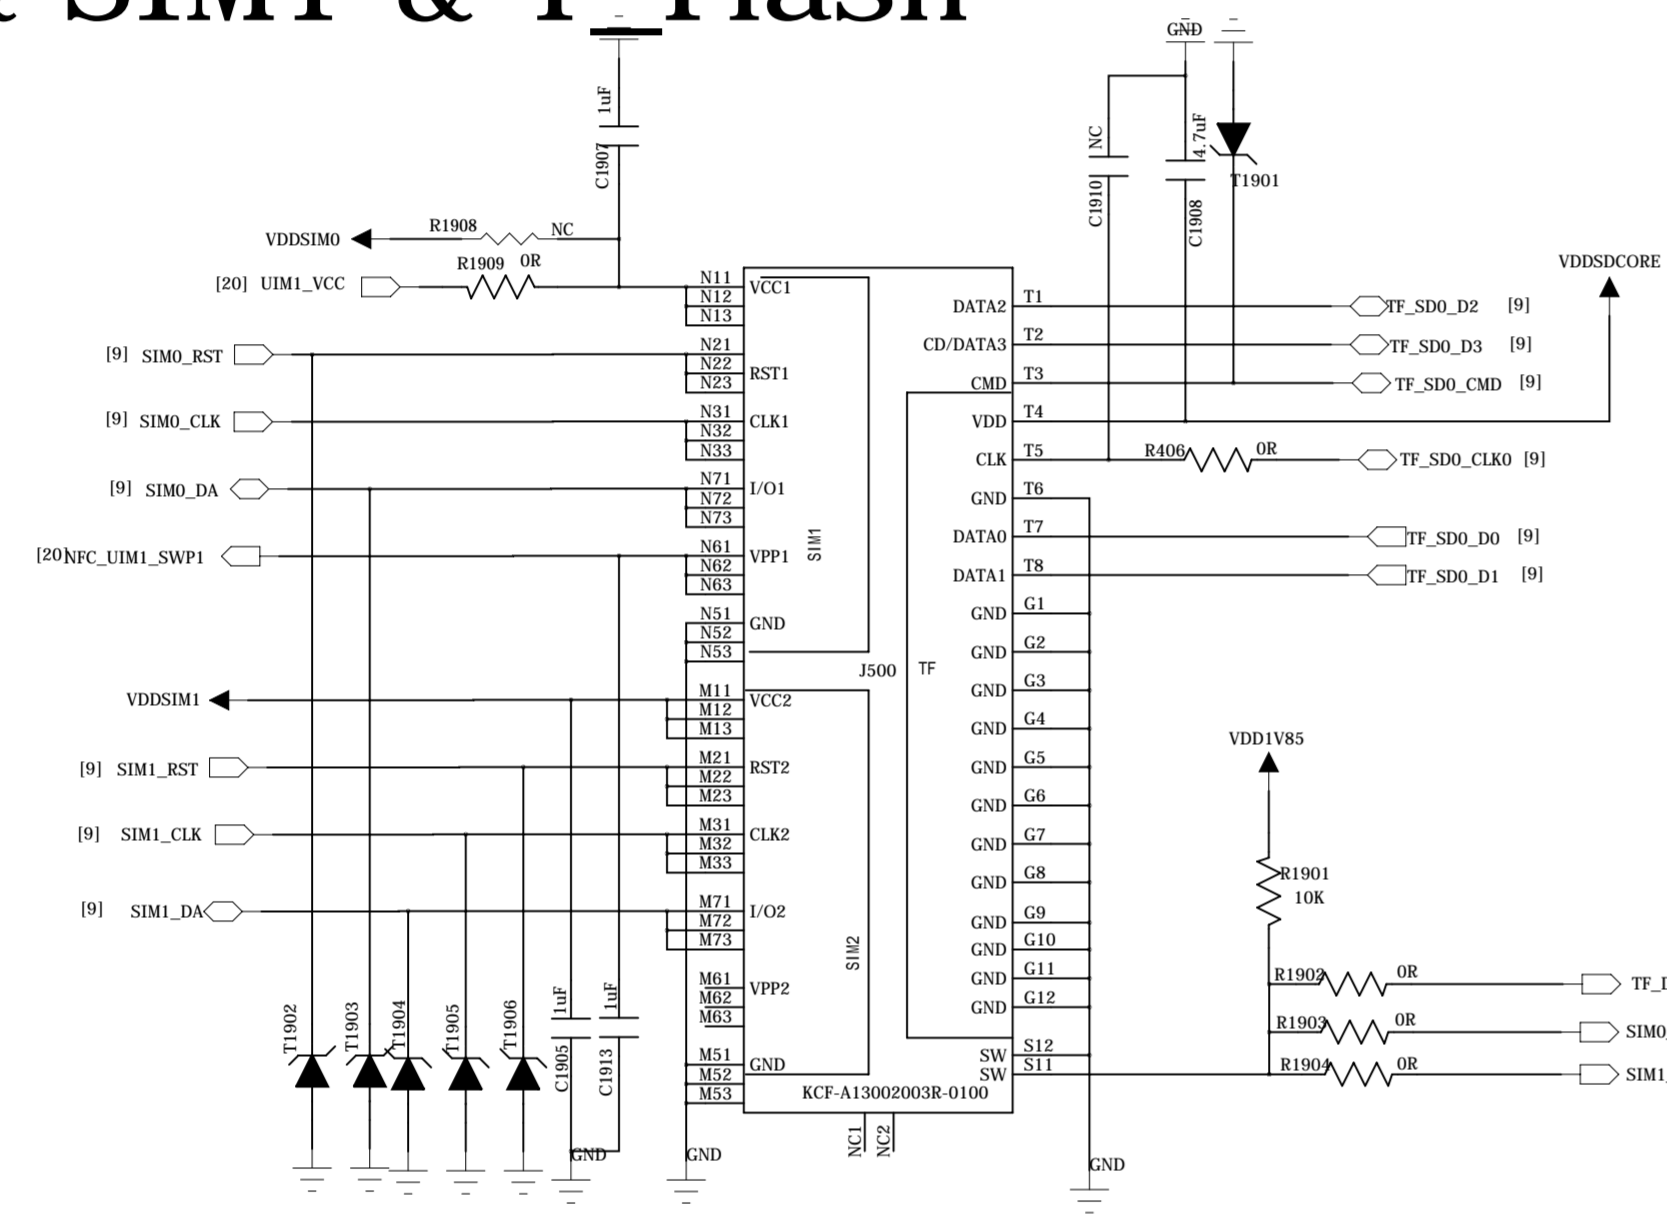 SIM1 & T_Flash
GND
1uF
C1907
NC
C1910
4.7uF
C1908
T1901
R1908 NC
VDDSIM0
R1909 0R
[20] UIM1_VCC
VDDSDCORE
N11 VCC1
N12
N13
[9] SIM0_RST
N21
N22 RST1
N23
[9] SIM0_CLK
N31 CLK1
N32
N33
[9] SIM0_DA
N71 I/O1
N72
N73
[20]NFC_UIM1_SWP1
N61 VPP1
N62
N63
N51 GND
N52
N53
SIM1
VDDSIM1
M11 VCC2
M12
M13
[9] SIM1_RST
M21 RST2
M22
M23
[9] SIM1_CLK
M31 CLK2
M32
M33
[9] SIM1_DA
M71 I/O2
M72
M73
M61 VPP2
M62
M63
M51 GND
M52
M53
SIM2
J500 TF
KCF-A13002003R-0100
NC1
NC2
T1902
T1903
T1904
T1905
T1906
1uF
C1905
1uF
C1913
GND
GND
DATA2 T1 TF_SD0_D2 [9]
CD/DATA3 T2 TF_SD0_D3 [9]
CMD T3 TF_SD0_CMD [9]
VDD T4
CLK T5 R406 0R TF_SD0_CLK0 [9]
GND T6
DATA0 T7 TF_SD0_D0 [9]
DATA1 T8 TF_SD0_D1 [9]
GND G1
GND G2
GND G3
GND G4
GND G5
GND G6
GND G7
GND G8
GND G9
GND G10
GND G11
GND G12
SW S12
SW S11
GND
VDD1V85
R1901
10K
R1902 0R
R1903 0R SIM0
R1904 0R SIM1_